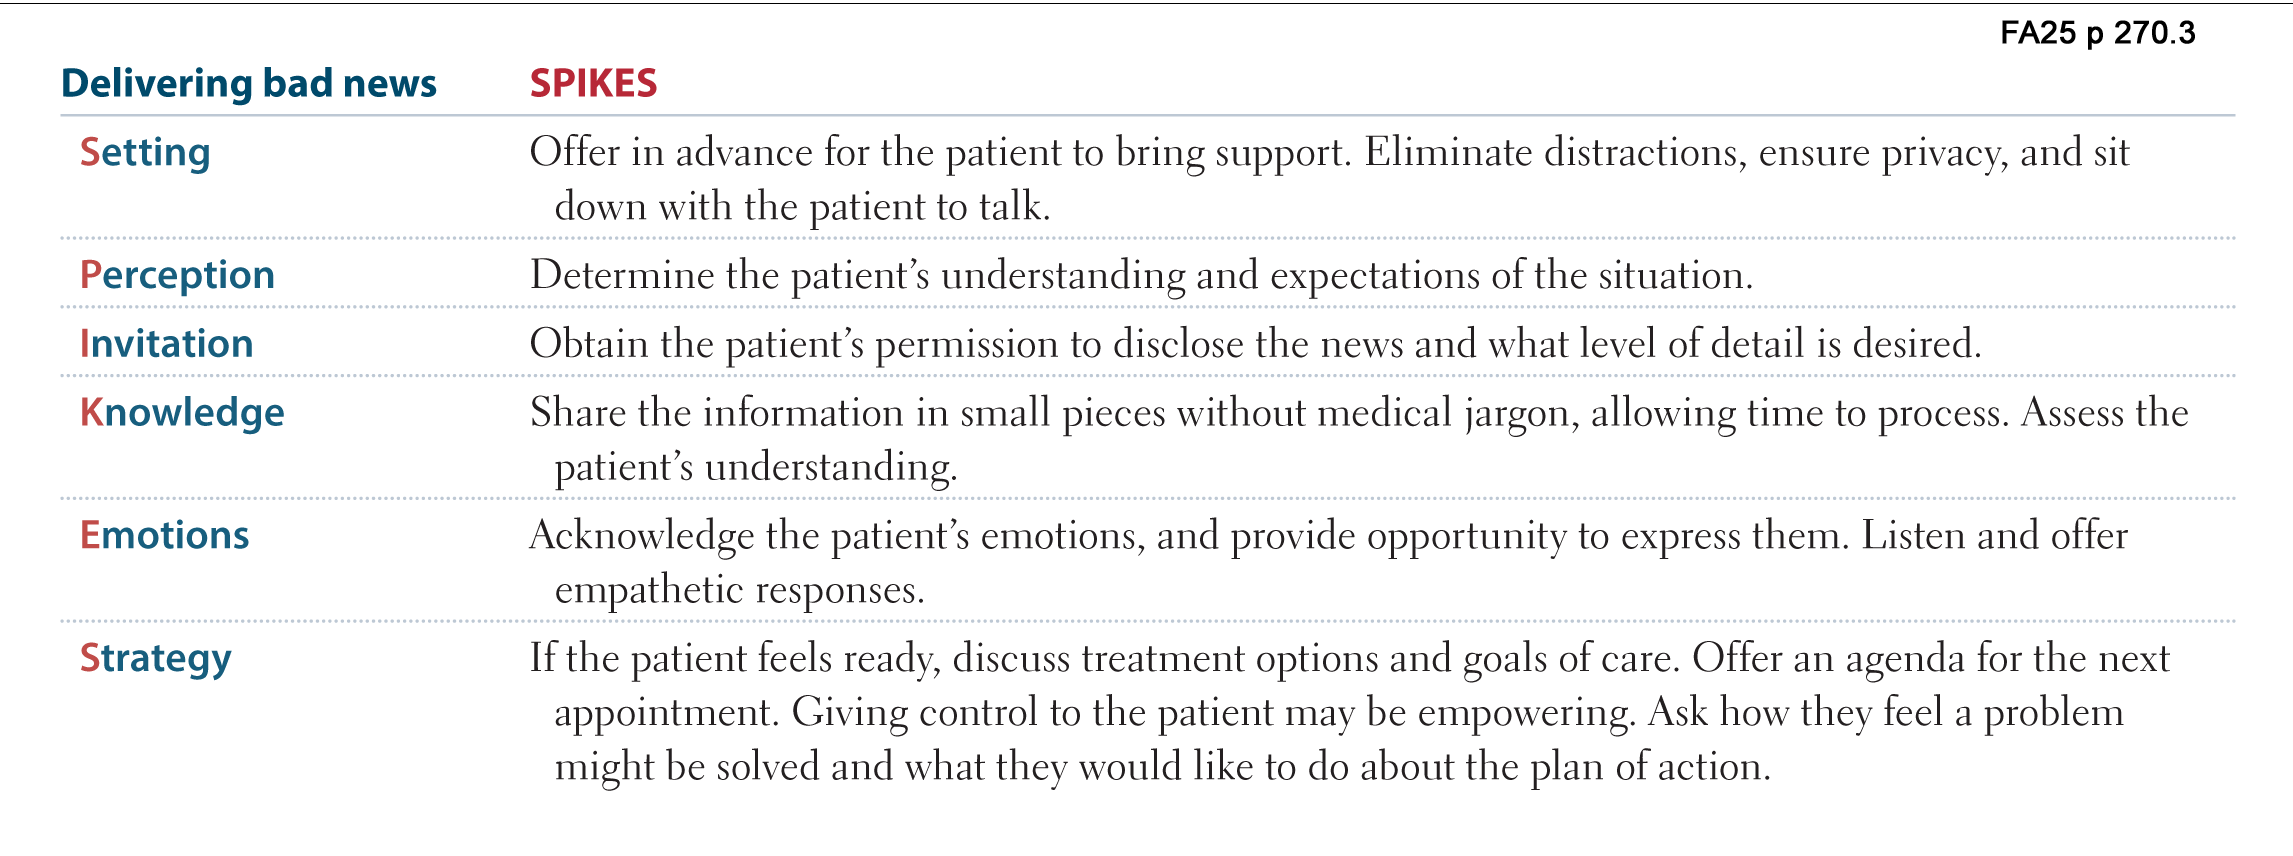 FA25 p 270.3
Delivering bad news SPIKES
Setting Offer in advance for the patient to bring support. Eliminate distractions, ensure privacy, and sit
down with the patient to talk.
Perception Determine the patient’s understanding and expectations of the situation.
Invitation Obtain the patient’s permission to disclose the news and what level of detail is desired.
Knowledge Share the information in small pieces without medical jargon, allowing time to process. Assess the
patient’s understanding.
Emotions Acknowledge the patient’s emotions, and provide opportunity to express them. Listen and offer
empathetic responses.
Strategy If the patient feels ready, discuss treatment options and goals of care. Offer an agenda for the next
appointment. Giving control to the patient may be empowering. Ask how they feel a problem
might be solved and what they would like to do about the plan of action.